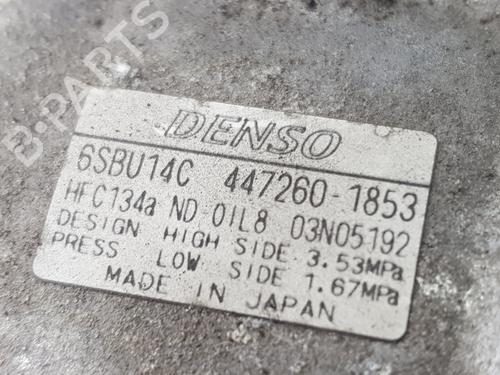 B-PARTS
DENSO
6SBU14C 447260-1853
HFC134a ND-OIL8 03N05192
DESIGN HIGH SIDE 3.53MPa
PRESS LOW SIDE 1.67MPa
MADE IN JAPAN